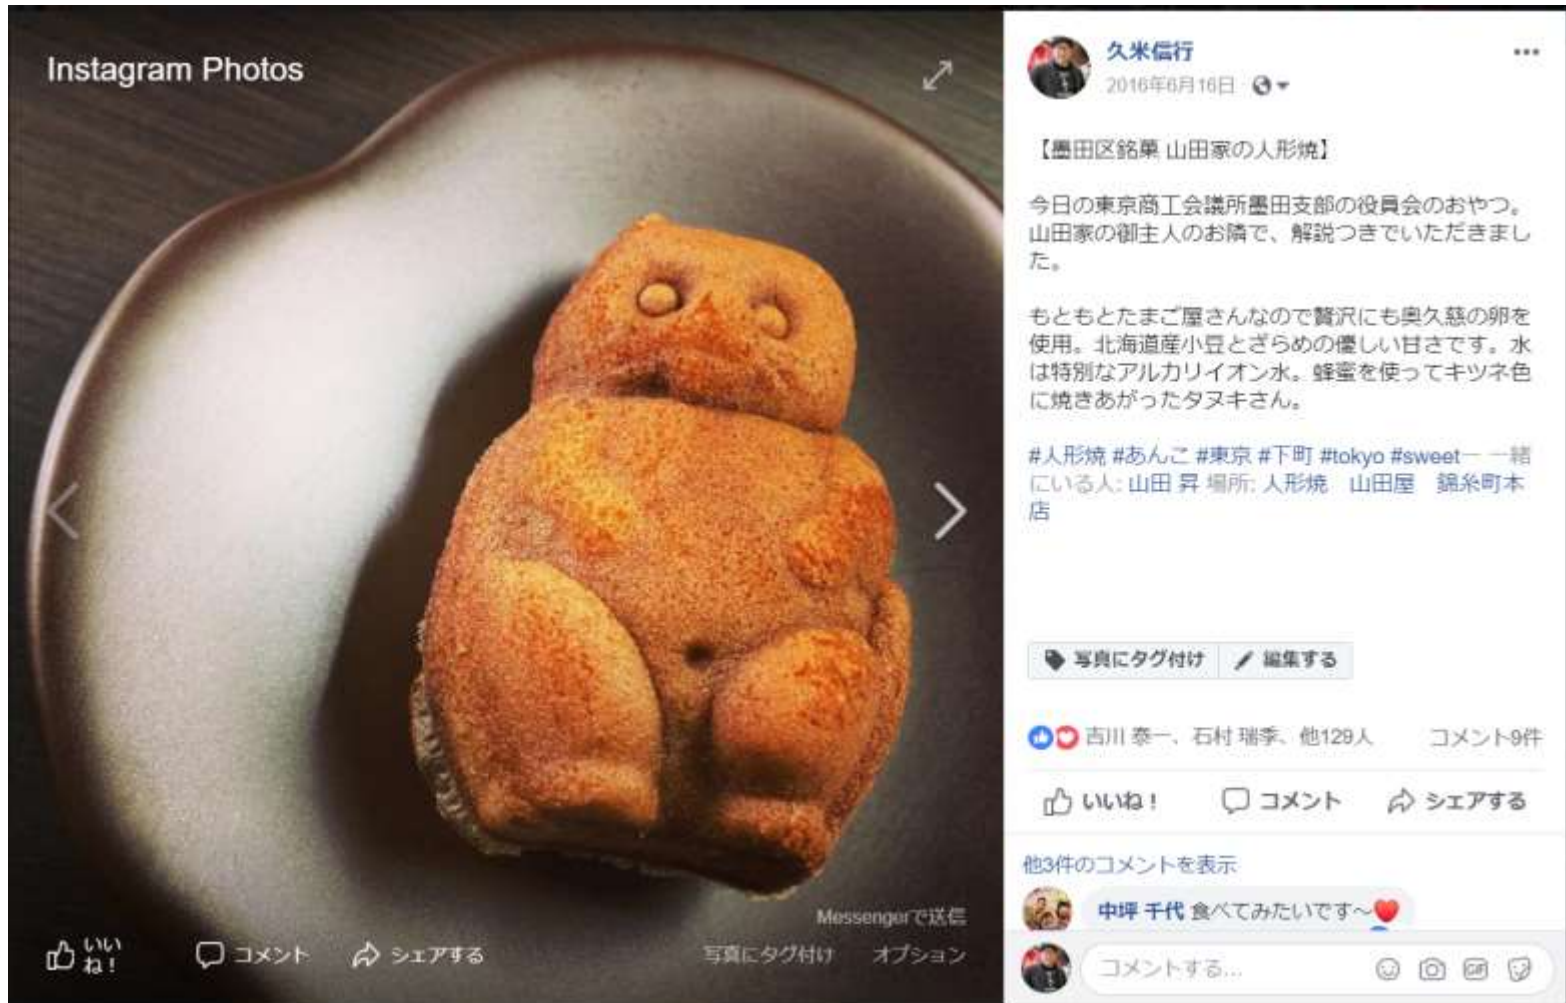 Instagram Photos
久米信行
2016年6月16日
【墨田区銘菓 山田家の人形焼】
今日の東京商工会議所墨田支部の役員会のおやつ。
山田家の御主人のお隣で、解説つきでいただきまし
た。
もともとたまご屋さんなので贅沢にも奥久慈の卵を
使用。北海道産小豆とざらめの優しい甘さです。水
は特別なアルカリイオン水。蜂蜜を使ってキツネ色
に焼きあがったタヌキさん。
#人形焼 #あんこ #東京 #下町 #tokyo #sweet— 一緒
にいる人: 山田 昇 場所: 人形焼 山田屋 錦糸町本
店
写真にタグ付け
編集する
吉川 泰一、石村 瑞季、他129人
コメント9件
いいね！
コメント
シェアする
他3件のコメントを表示
中坪 千代 食べてみたいです～❤
コメントする...
GIF
Messengerで送信
いい
ね！
コメント
シェアする
写真にタグ付け
オプション